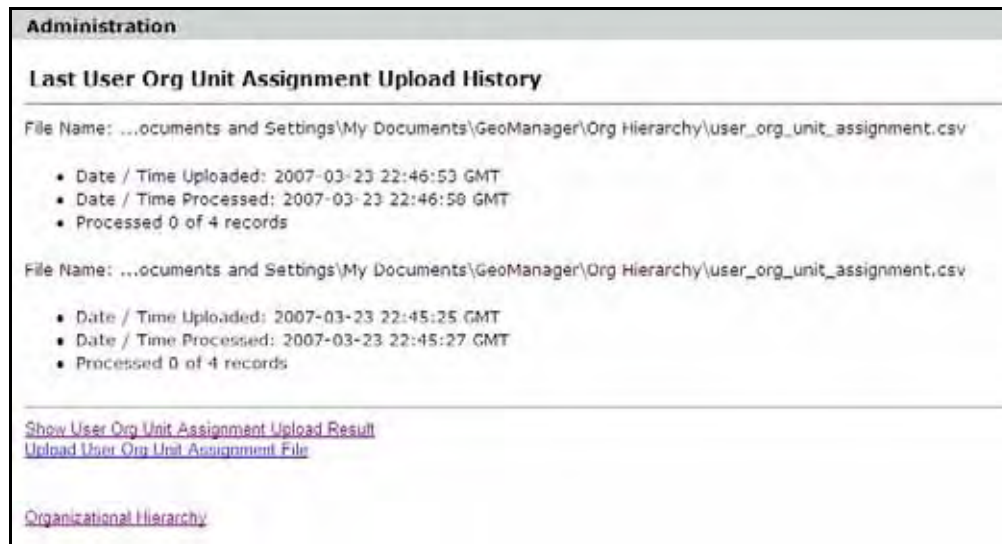 Administration
Last User Org Unit Assignment Upload History
File Name: ...ocuments and Settings\My Documents\GeoManager\Org Hierarchy\user_org_unit_assignment.csv
• Date / Time Uploaded: 2007-03-23 22:46:53 GMT
• Date / Time Processed: 2007-03-23 22:46:58 GMT
• Processed 0 of 4 records
File Name: ...ocuments and Settings\My Documents\GeoManager\Org Hierarchy\user_org_unit_assignment.csv
• Date / Time Uploaded: 2007-03-23 22:45:25 GMT
• Date / Time Processed: 2007-03-23 22:45:27 GMT
• Processed 0 of 4 records
Show User Org Unit Assignment Upload Result
Upload User Org Unit Assignment File
Organizational Hierarchy